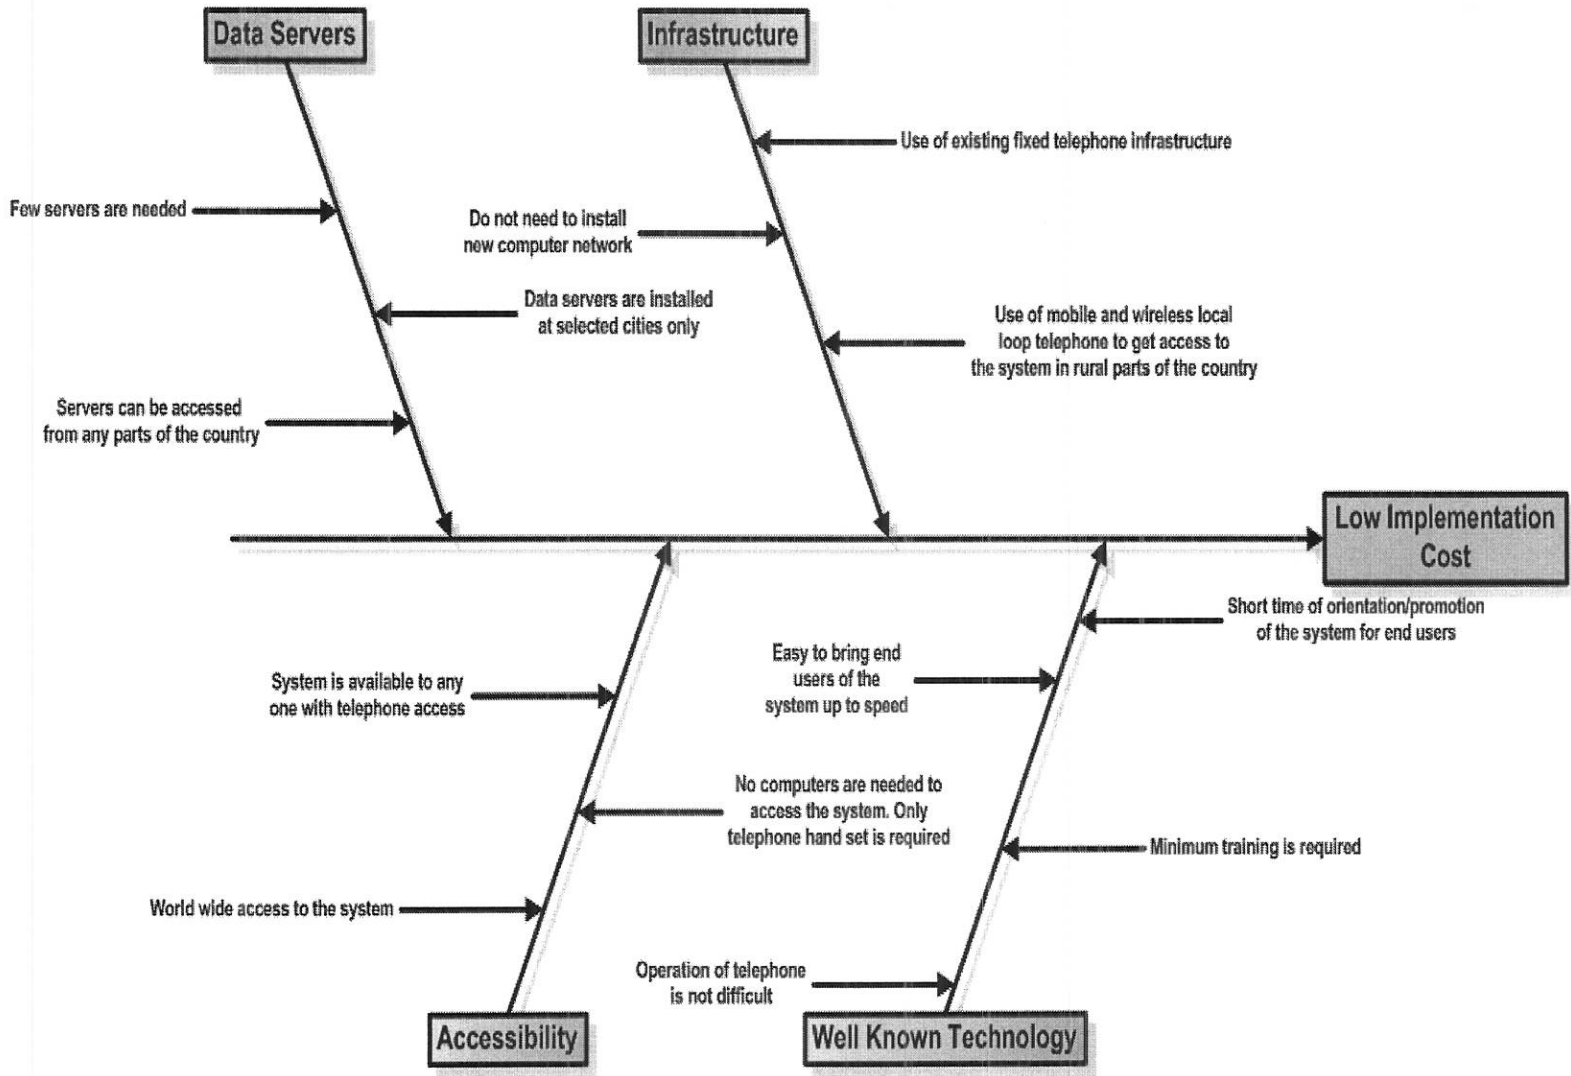 Data Servers
Infrastructure
Use of existing fixed telephone infrastructure
Few servers are needed
Do not need to install
new computer network
Data servers are installed
at selected cities only
Use of mobile and wireless local
loop telephone to get access to
the system in rural parts of the country
Servers can be accessed
from any parts of the country
Low Implementation
Cost
Short time of orientation/promotion
of the system for end users
Easy to bring end
users of the
system up to speed
System is available to any
one with telephone access
No computers are needed to
access the system. Only
telephone hand set is required
Minimum training is required
World wide access to the system
Operation of telephone
is not difficult
Accessibility
Well Known Technology